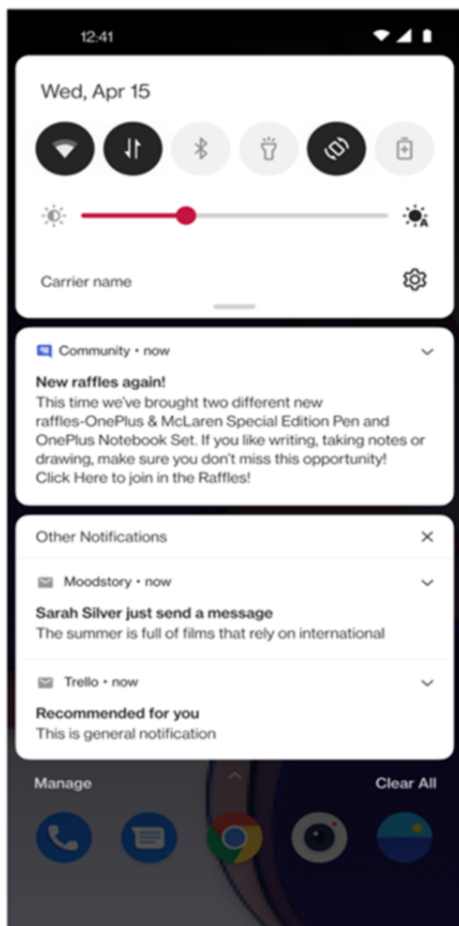 12:41
Wed, Apr 15
A
Carrier name
Community • now
New raffles again!
This time we've brought two different new
raffles-OnePlus & McLaren Special Edition Pen and
OnePlus Notebook Set. If you like writing, taking notes or
drawing, make sure you don't miss this opportunity!
Click Here to join in the Raffles!
Other Notifications
Moodstory • now
Sarah Silver just send a message
The summer is full of films that rely on international
Trello • now
Recommended for you
This is general notification
Manage
Clear All